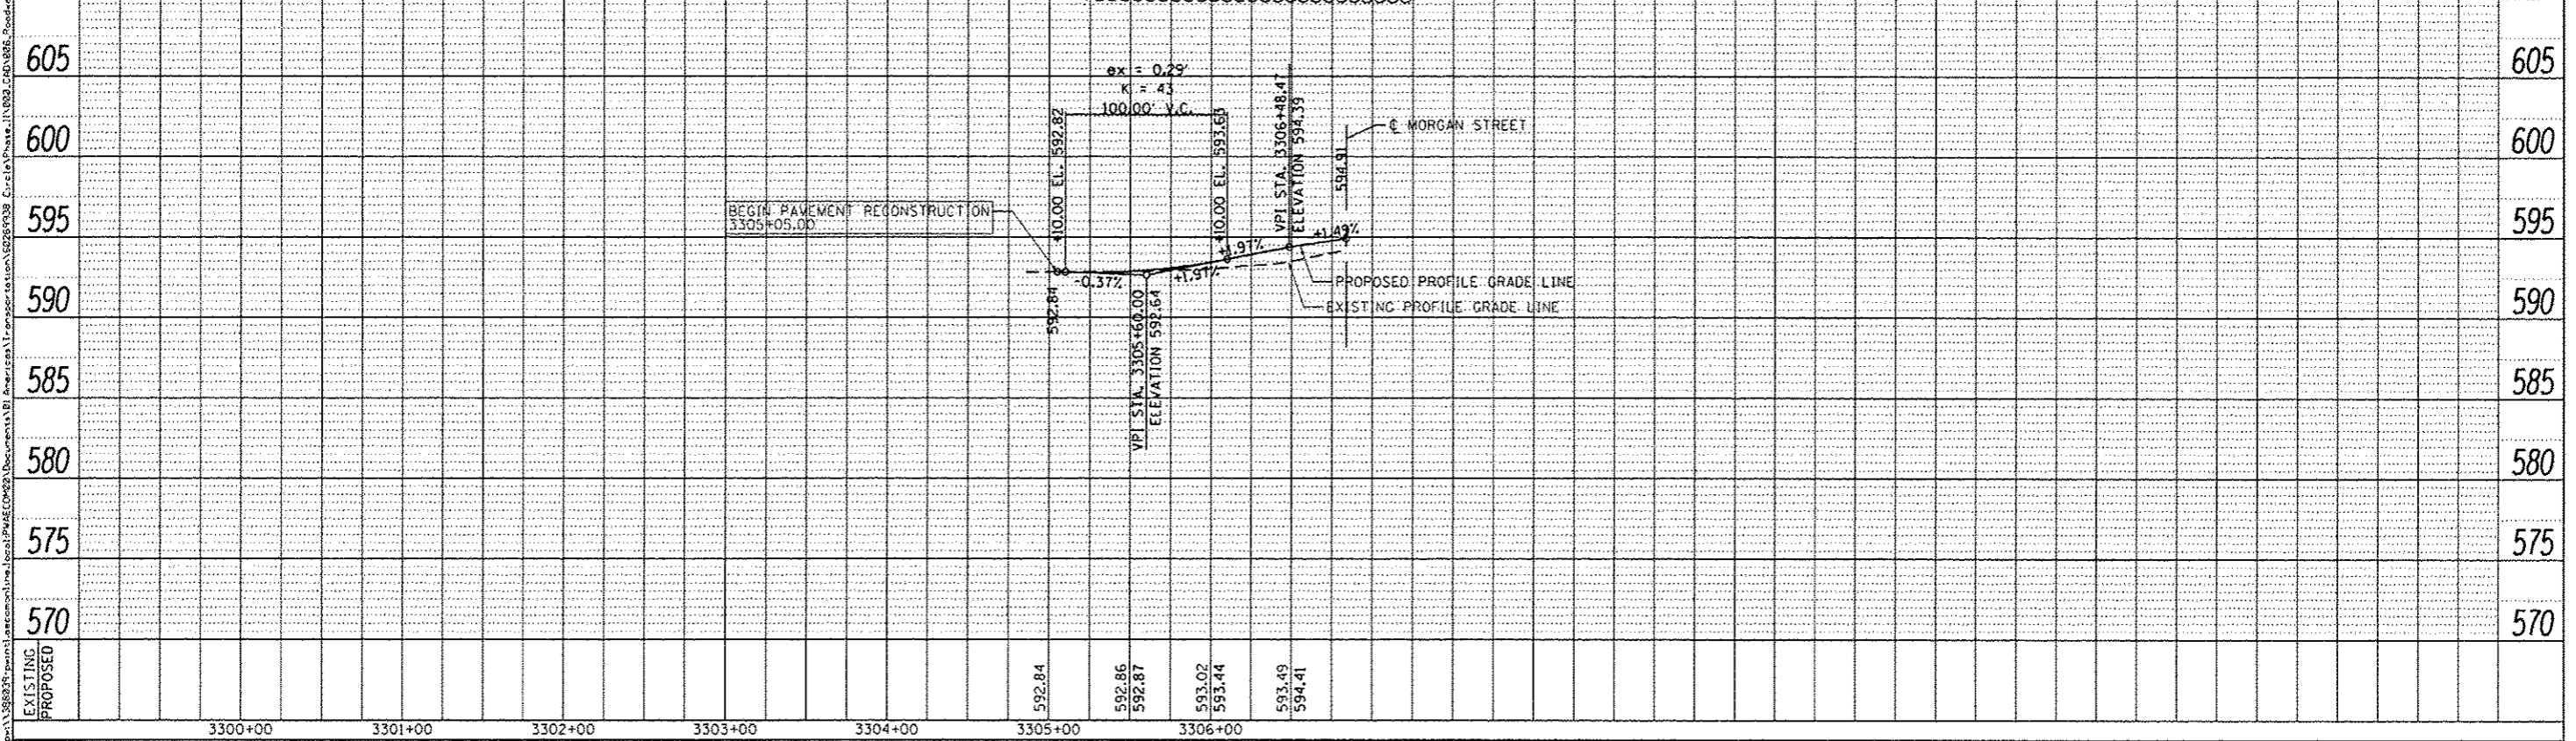 605
605
ex = 0.29'
K = 43
100.00' V.C.
+10.00 EL. 592.82
+10.00 EL. 593.63
VPI STA. 3306+48.47
ELEVATION 594.39
℄ MORGAN STREET
594.91
600
600
BEGIN PAVEMENT RECONSTRUCTION
3305+05.00
595
595
-0.37%
+1.97%
+1.97%
+1.49%
PROPOSED PROFILE GRADE LINE
EXISTING PROFILE GRADE LINE
592.84
VPI STA. 3305+60.00
ELEVATION 592.64
590
590
585
585
580
580
575
575
570
570
EXISTING
PROPOSED
592.84
592.86
592.87
593.02
593.44
593.49
594.41
3300+00
3301+00
3302+00
3303+00
3304+00
3305+00
3306+00